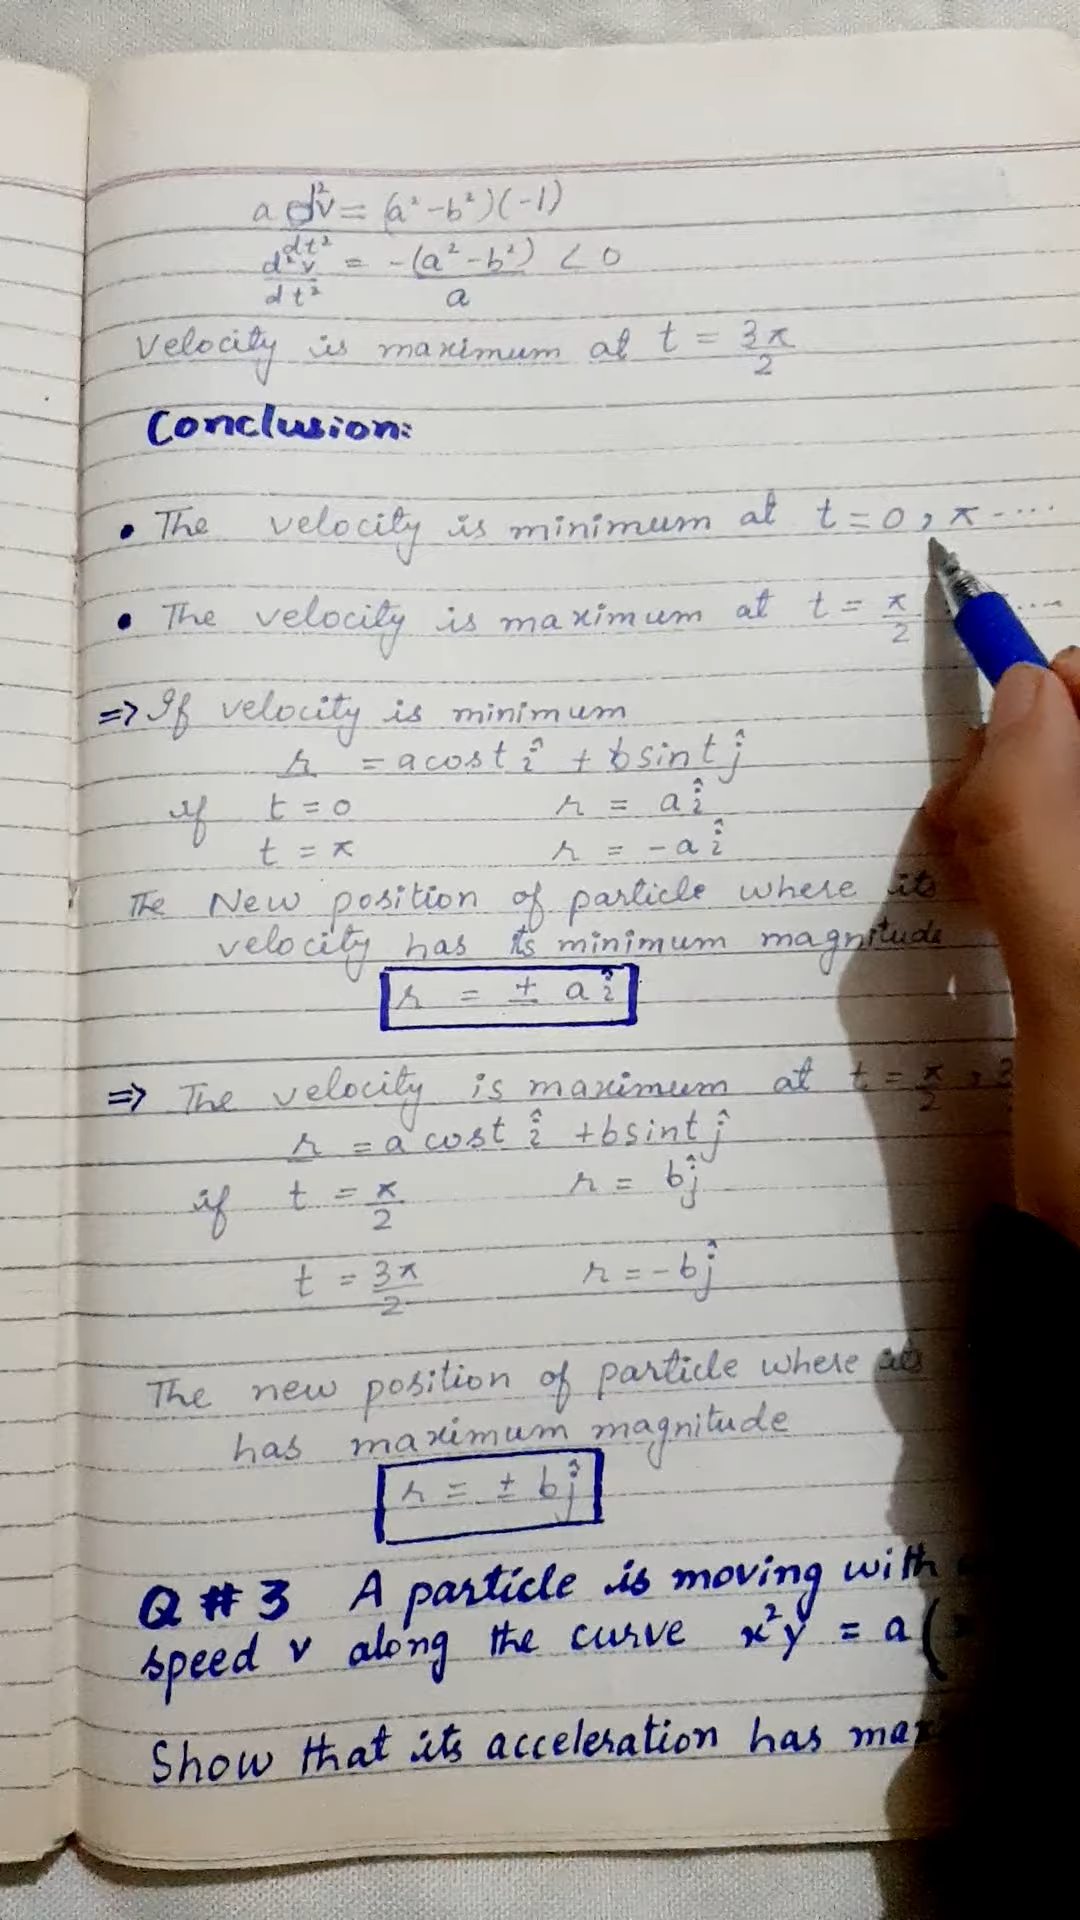 a d²v/dt² = (a² - b²)(-1)
d²v/dt² = -(a² - b²)/a < 0
Velocity is maximum at t = 3π/2
Conclusion:
• The velocity is minimum at t = 0, π ----
• The velocity is maximum at t = π/2 ...
=> If velocity is minimum
r = a cost î + b sint ĵ
if t = 0 r = a î
t = π r = - a î
The New position of particle where its
velocity has its minimum magnitude
r = ± a î
=> The velocity is maximum at t = π/2, 3
r = a cost î + b sint ĵ
if t = π/2 r = bĵ
t = 3π/2 r = -bĵ
The new position of particle where its
has maximum magnitude
r = ± bĵ
Q # 3 A particle is moving with
speed v along the curve x²y = a(
Show that its acceleration has